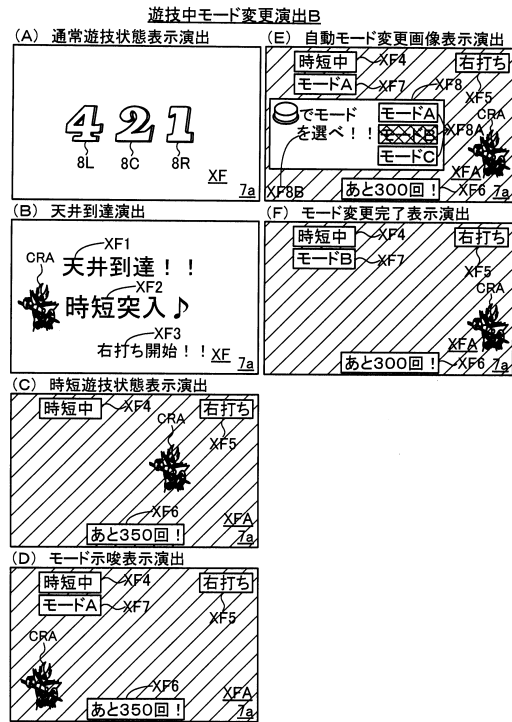 遊技中モード変更演出B
(A) 通常遊技状態表示演出
4 2 1
8L 8C 8R
XF
7a
(B) 天井到達演出
XF1
CRA
天井到達！！
XF2
時短突入♪
XF3
右打ち開始！！
XF
7a
(C) 時短遊技状態表示演出
時短中
XF4
右打ち
CRA
XF5
XF6
あと350回！
XFA
7a
(D) モード示唆表示演出
時短中
XF4
右打ち
モードA
XF7
XF5
CRA
XF6
あと350回！
XFA
7a
(E) 自動モード変更画像表示演出
時短中
XF4
右打ち
モードA
XF7
XF8
XF5
でモード
を選べ！！
モードA
モードB
モードC
XF8A
CRA
XFA
XF8B
あと300回！
XF6
7a
(F) モード変更完了表示演出
時短中
XF4
右打ち
モードB
XF7
XF5
CRA
XFA
あと300回！
XF6
7a